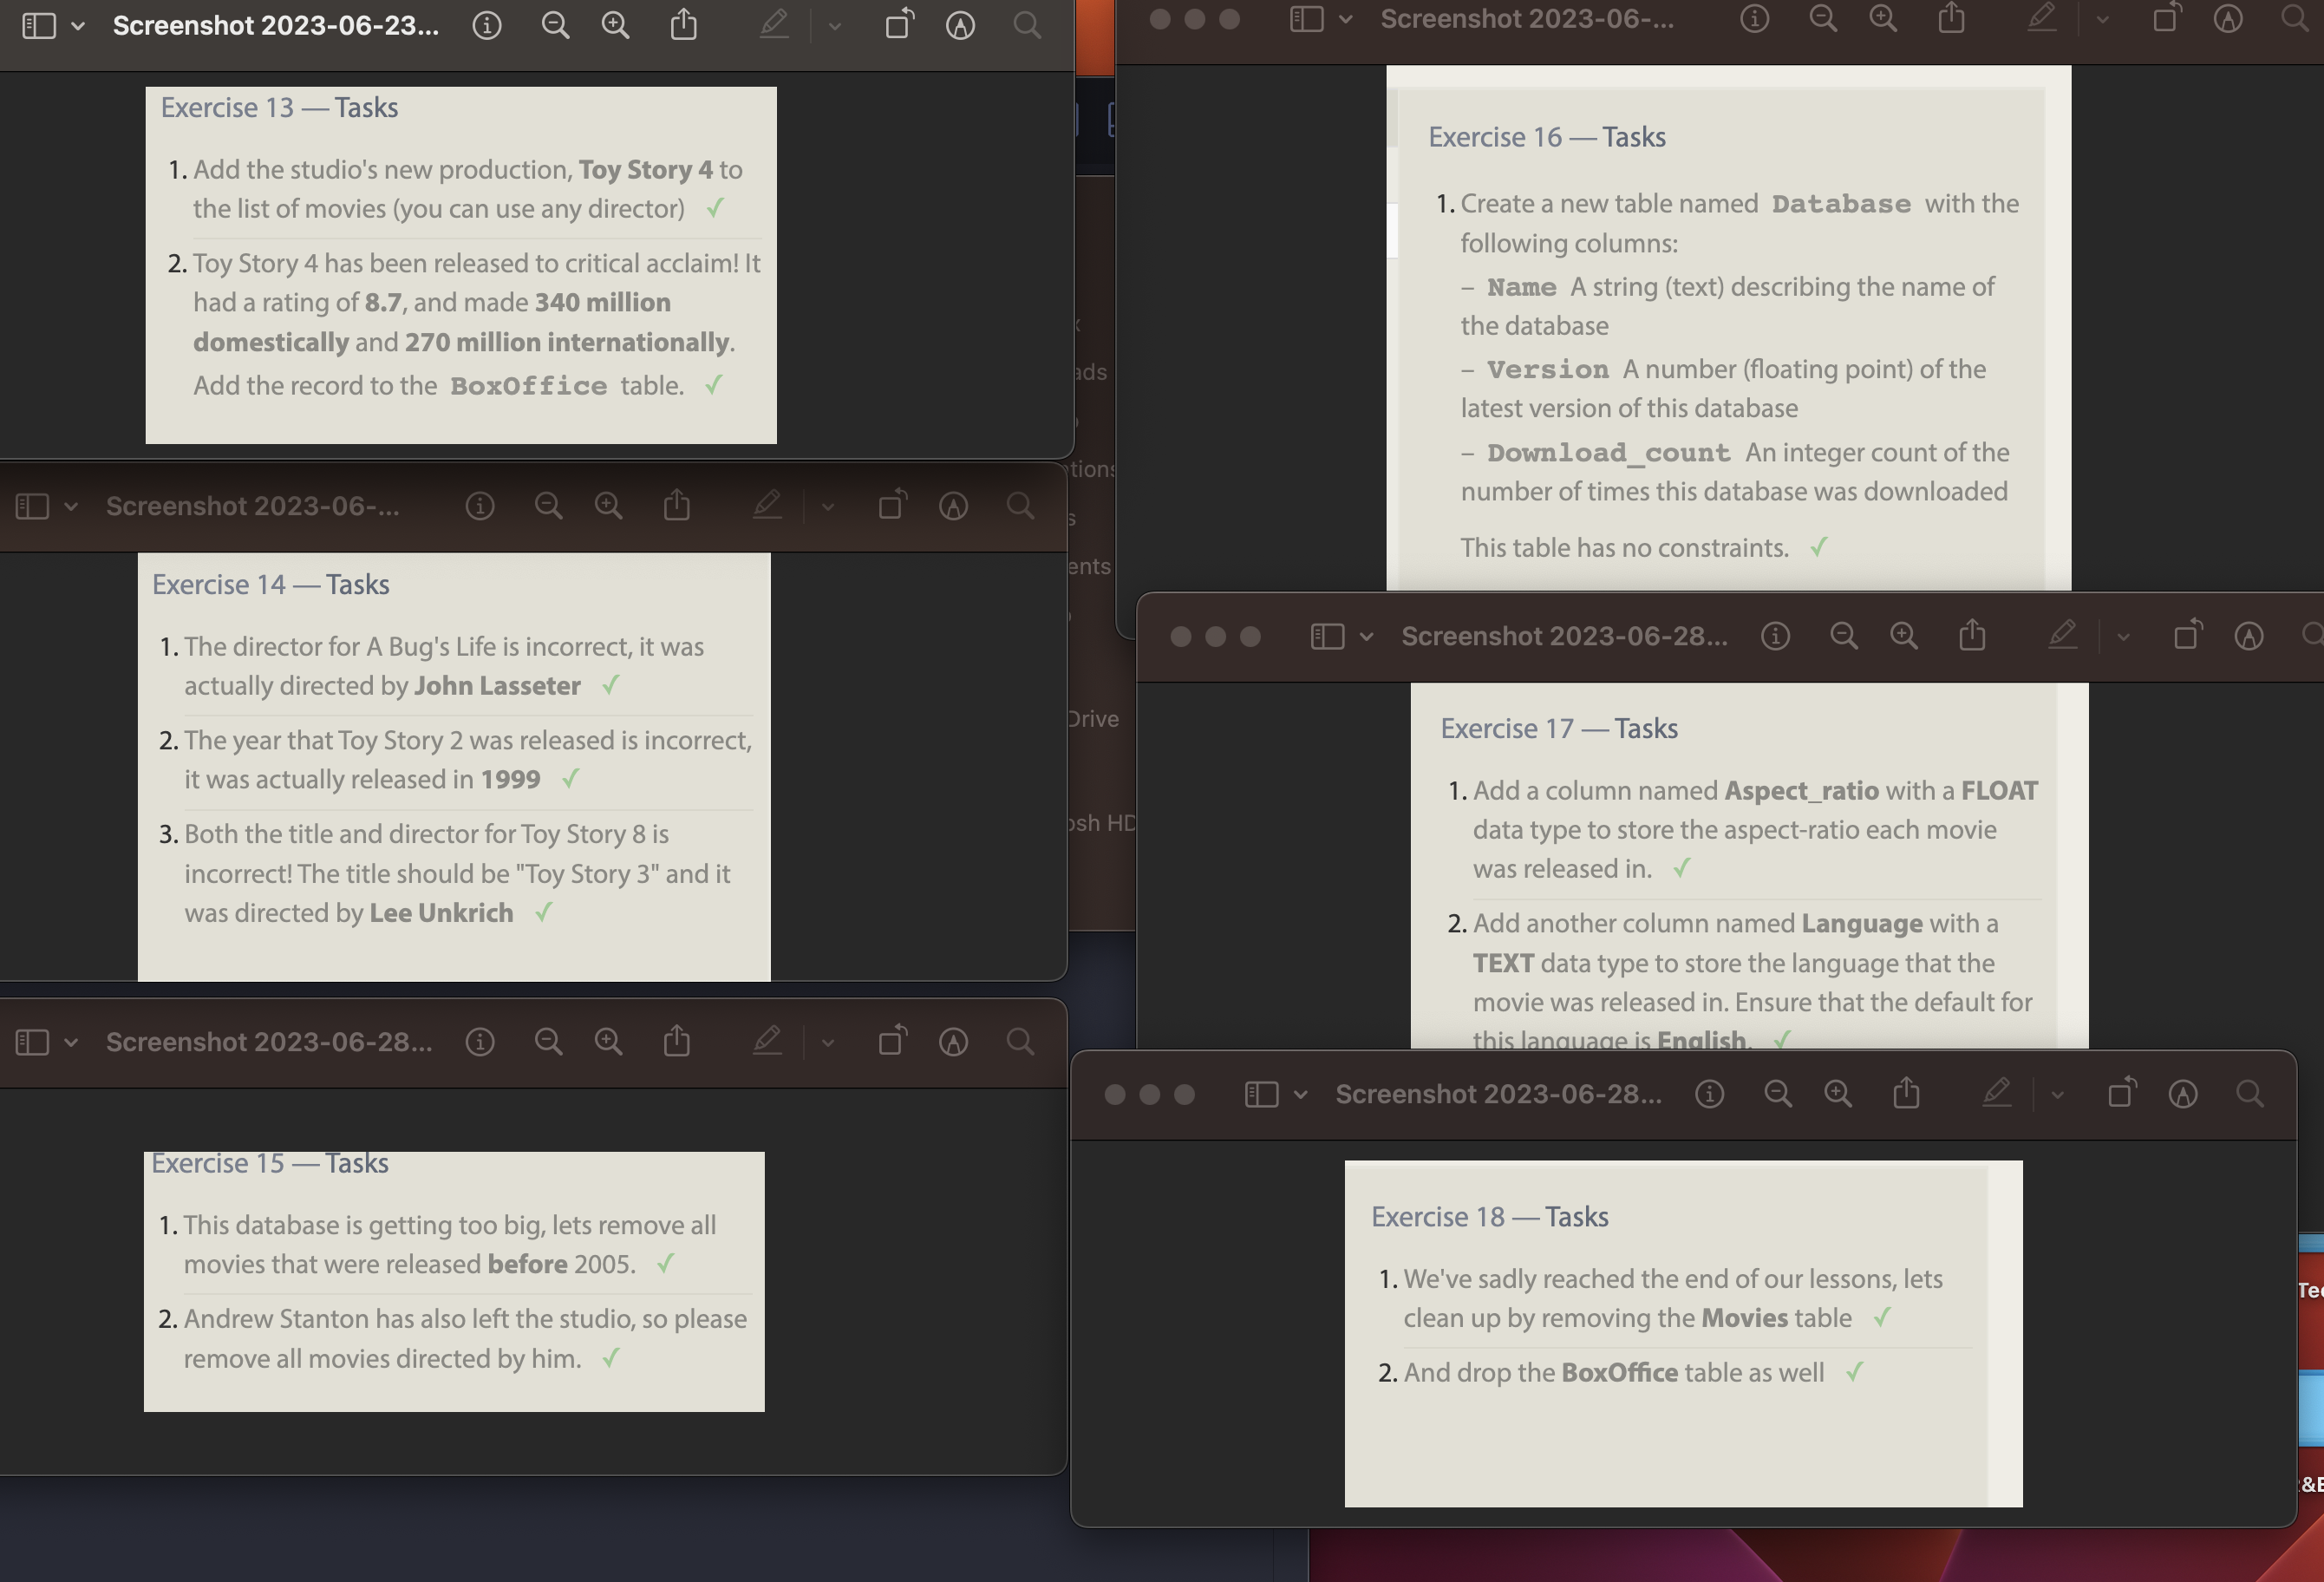 Screenshot 2023-06-23...
Exercise 13 — Tasks
1. Add the studio's new production, Toy Story 4 to
the list of movies (you can use any director) ✓
2. Toy Story 4 has been released to critical acclaim! It
had a rating of 8.7, and made 340 million
domestically and 270 million internationally.
Add the record to the BoxOffice table. ✓
Screenshot 2023-06-...
Exercise 14 — Tasks
1. The director for A Bug's Life is incorrect, it was
actually directed by John Lasseter ✓
2. The year that Toy Story 2 was released is incorrect,
it was actually released in 1999 ✓
3. Both the title and director for Toy Story 8 is
incorrect! The title should be "Toy Story 3" and it
was directed by Lee Unkrich ✓
Screenshot 2023-06-28...
Exercise 15 — Tasks
1. This database is getting too big, lets remove all
movies that were released before 2005. ✓
2. Andrew Stanton has also left the studio, so please
remove all movies directed by him. ✓
Screenshot 2023-06-...
Exercise 16 — Tasks
1. Create a new table named Database with the
following columns:
– Name A string (text) describing the name of
the database
– Version A number (floating point) of the
latest version of this database
– Download_count An integer count of the
number of times this database was downloaded
This table has no constraints. ✓
Screenshot 2023-06-28...
Exercise 17 — Tasks
1. Add a column named Aspect_ratio with a FLOAT
data type to store the aspect-ratio each movie
was released in. ✓
2. Add another column named Language with a
TEXT data type to store the language that the
movie was released in. Ensure that the default for
this language is English. ✓
Screenshot 2023-06-28...
Exercise 18 — Tasks
1. We've sadly reached the end of our lessons, lets
clean up by removing the Movies table ✓
2. And drop the BoxOffice table as well ✓
ads
tions
ents
Drive
osh HD